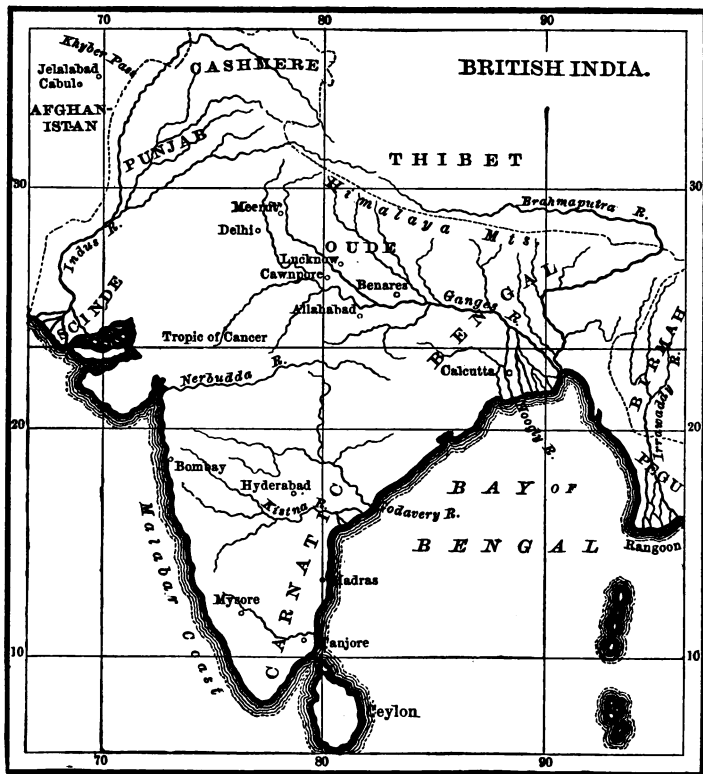 70 80 90
Khyber Pass
CASHMERE
BRITISH INDIA.
Jelalabad
Cabul
AFGHAN-
ISTAN
PUNJAB
THIBET
30 30
Himalaya Mts
Brahmaputra R.
Meerut
Delhi
OUDE
Indus R.
Lucknow
Cawnpore
Benares
Ganges R.
Allahabad
SCINDE
BENGAL
BIRMAH
Tropic of Cancer
Nerbudda R.
Calcutta
Hoogly R.
Irrawaddy R.
20 20
Bombay
PEGU
Hyderabad
Kistna R.
Godavery R.
BAY OF
BENGAL
Rangoon
Malabar Coast
CARNATIC
Madras
Mysore
Tanjore
10 10
Ceylon
70 80 90